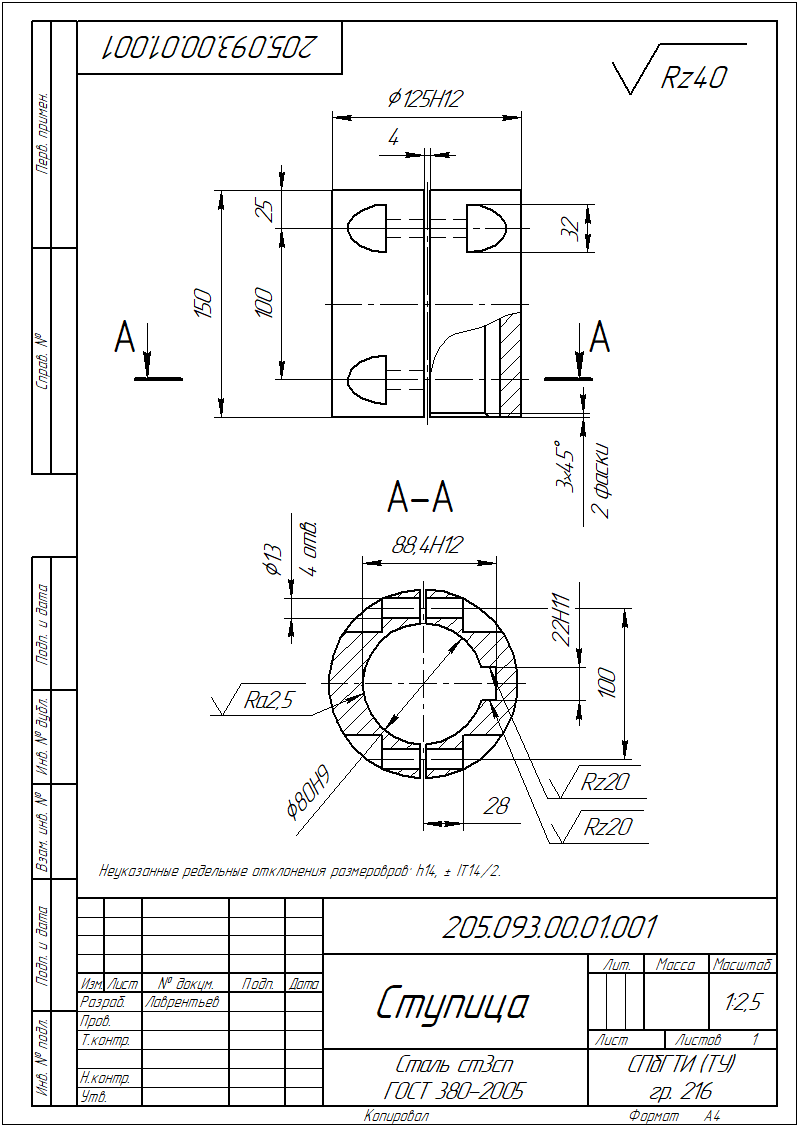 205.093.00.01.001
Rz40
Перв. примен.
Справ. №
Подп. и дата
Инв. № дубл.
Взам. инв. №
Подп. и дата
Инв. № подл.
ϕ125H12
4
25
32
150
100
А
А
3x45°
2 фаски
А-А
ϕ13
4 отв.
88,4H12
22H11
100
Ra2,5
ϕ80H9
28
Rz20
Rz20
Неуказанные редельные отклонения размеровров: h14, ± IT14/2.
205.093.00.01.001
Лит. Масса Масштаб
Изм. Лист № докум. Подп. Дата
Разраб. Лаврентьев
Ступица
1:2,5
Пров.
Т.контр.
Лист Листов 1
Сталь ст3сп
ГОСТ 380-2005
СПбГТИ (ТУ)
гр. 216
Н.контр.
Утв.
Копировал Формат А4